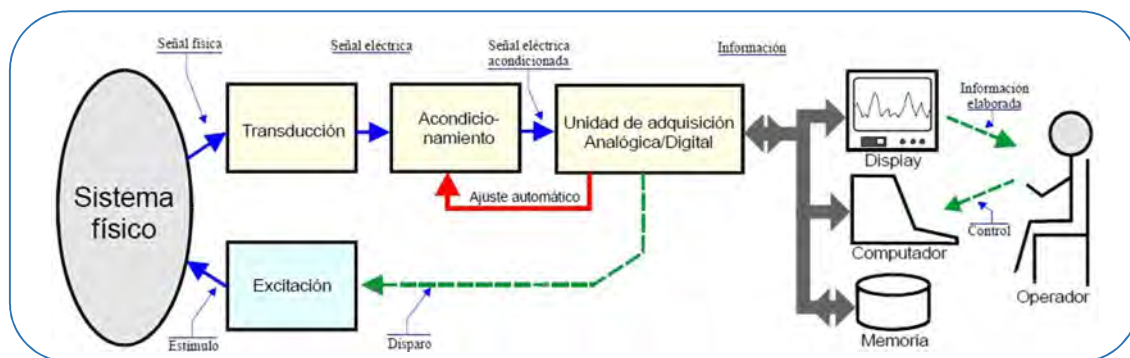 Señal física
Señal eléctrica
Señal eléctrica
acondicionada
Información
Sistema
físico
Transducción
Acondicio-
namiento
Unidad de adquisición
Analógica/Digital
Ajuste automático
Excitación
Estímulo
Disparo
Display
Información
elaborada
Computador
Control
Memoria
Operador